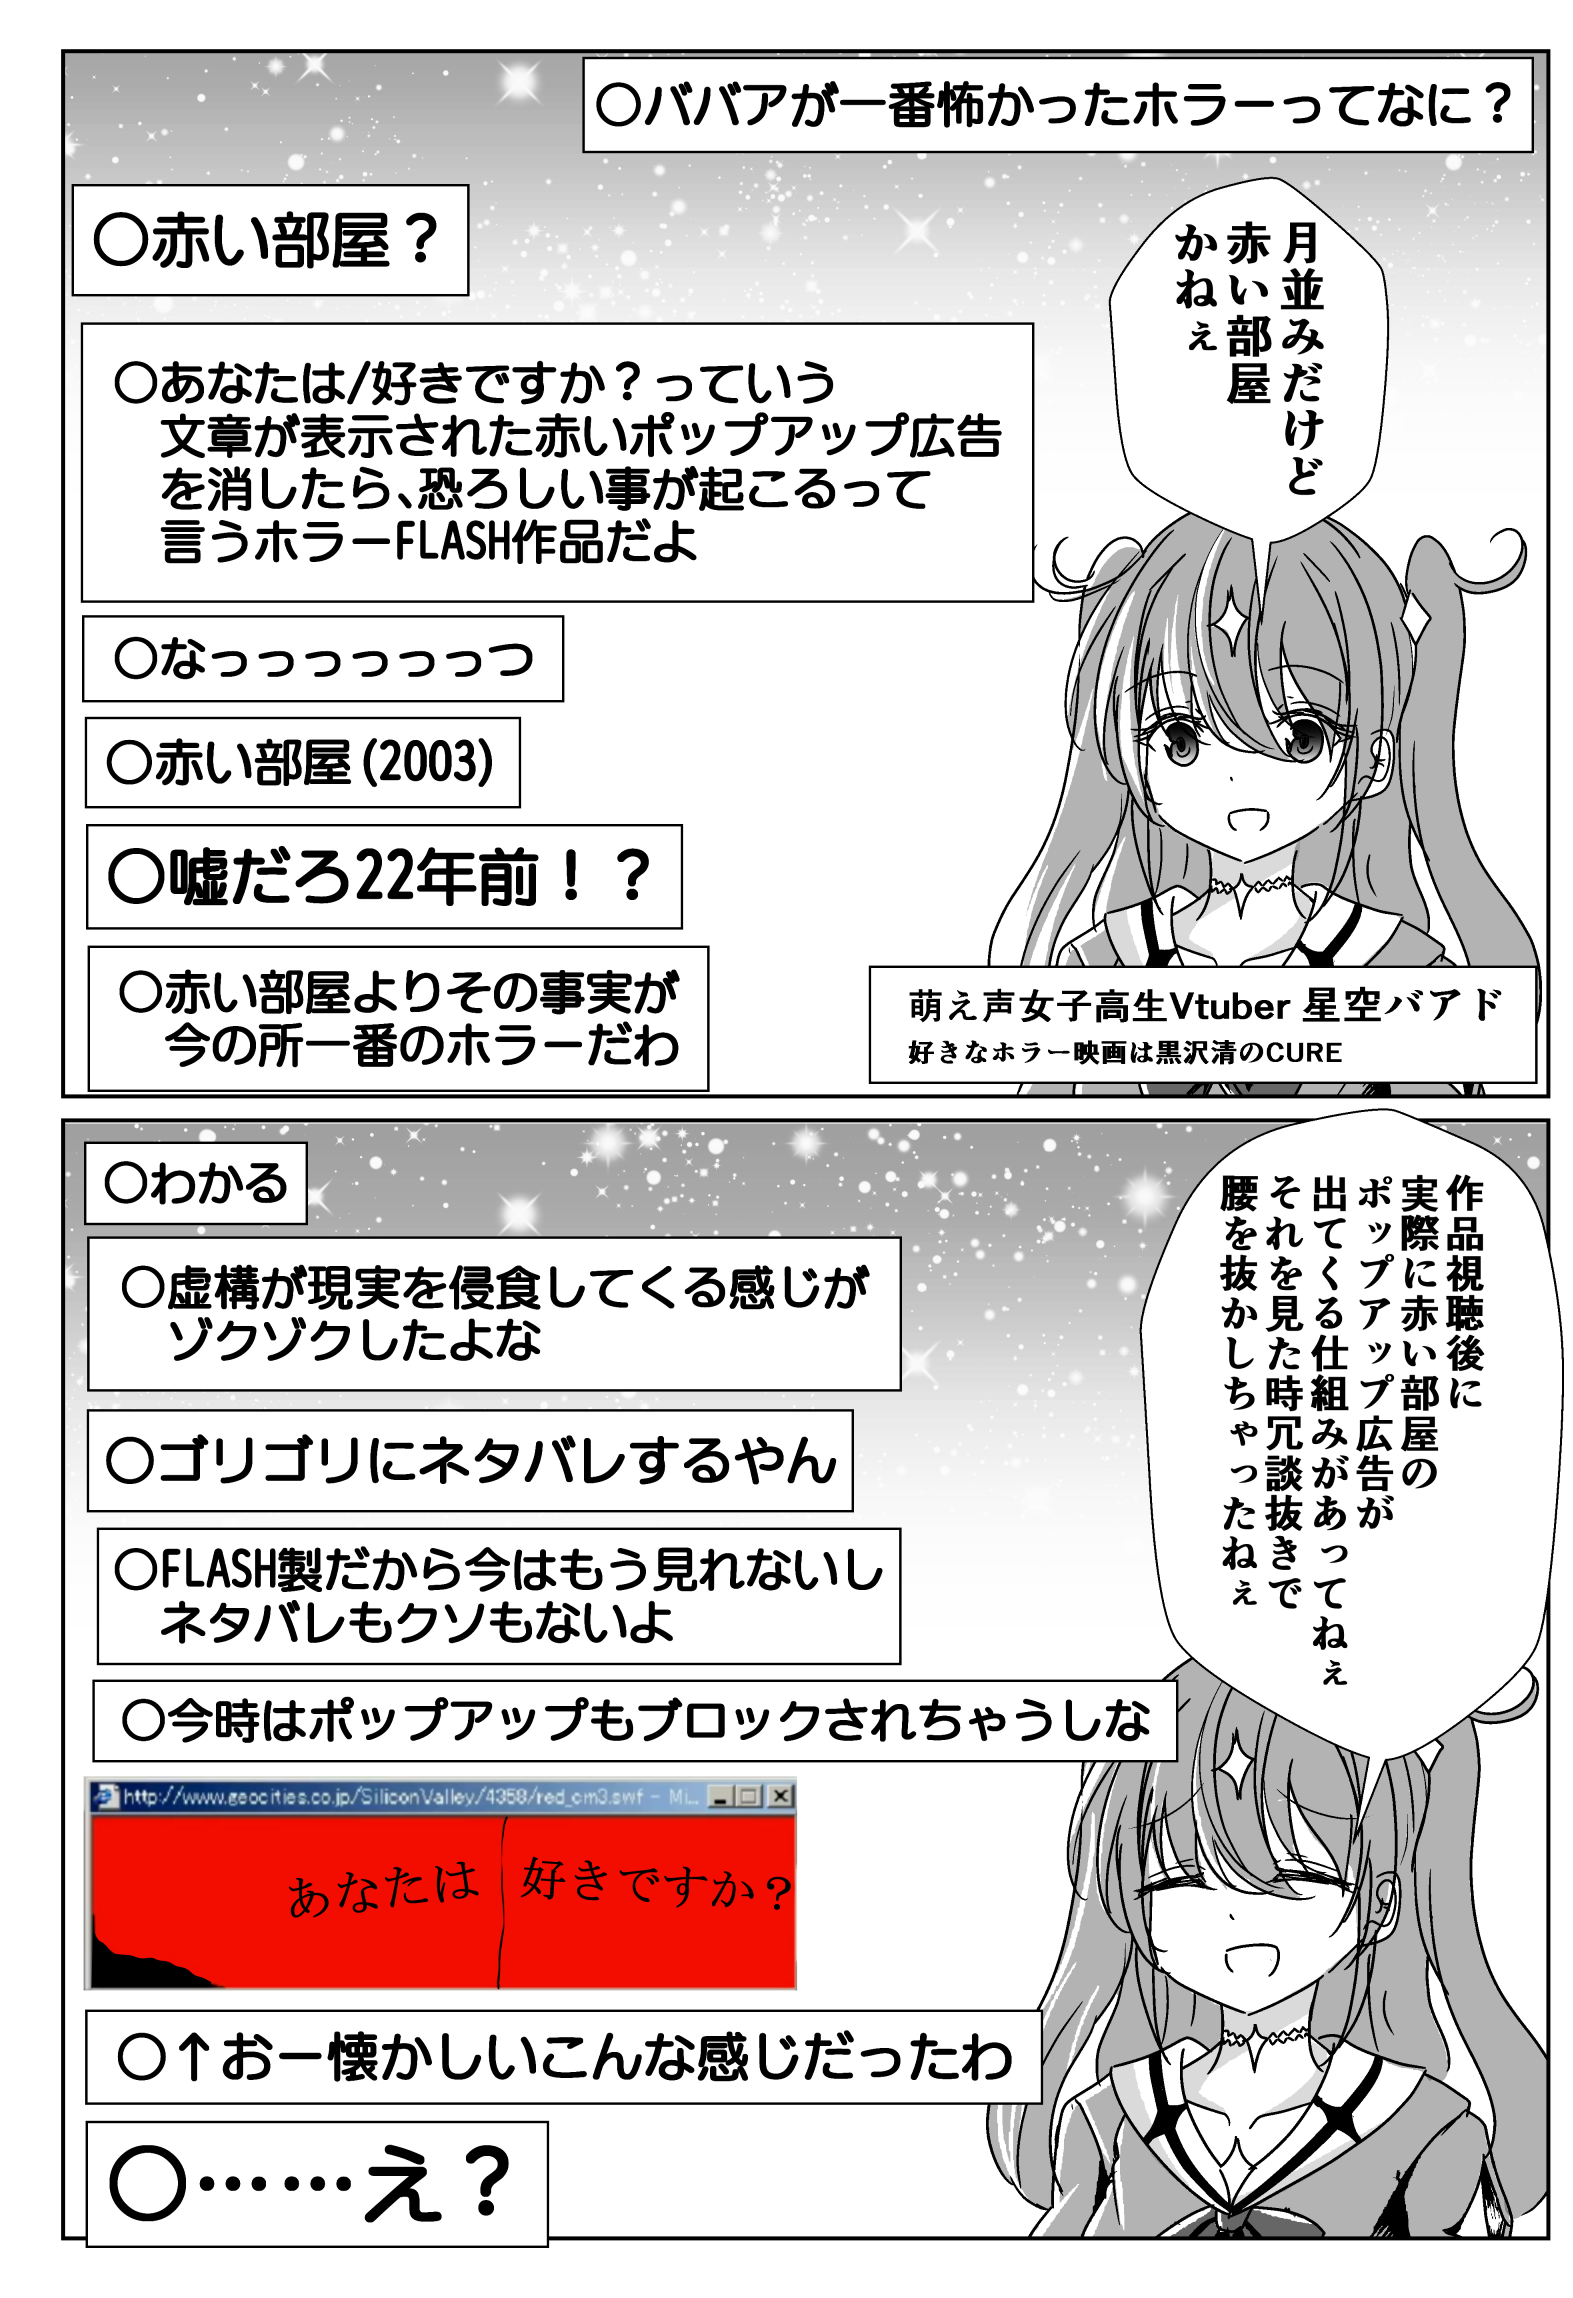 ○ババアが一番怖かったホラーってなに？
月並みだけど
赤い部屋
かねぇ
○赤い部屋？
○あなたは/好きですか？っていう
文章が表示された赤いポップアップ広告
を消したら、恐ろしい事が起こるって
言うホラーFLASH作品だよ
○なっっっっっっつ
○赤い部屋(2003)
○嘘だろ22年前！？
○赤い部屋よりその事実が
今の所一番のホラーだわ
萌え声女子高生Vtuber 星空バアド
好きなホラー映画は黒沢清のCURE
作品視聴後に
実際に赤い部屋の
ポップアップ広告が
出てくる仕組みがあってねぇ
それを見た時冗談抜きで
腰を抜かしちゃったねぇ
○わかる
○虚構が現実を侵食してくる感じが
ゾクゾクしたよな
○ゴリゴリにネタバレするやん
○FLASH製だから今はもう見れないし
ネタバレもクソもないよ
○今時はポップアップもブロックされちゃうしな
http://www.geocities.co.jp/SiliconValley/4358/red_cm3.swf - Mi...
あなたは 好きですか？
○↑おー懐かしいこんな感じだったわ
○……え？